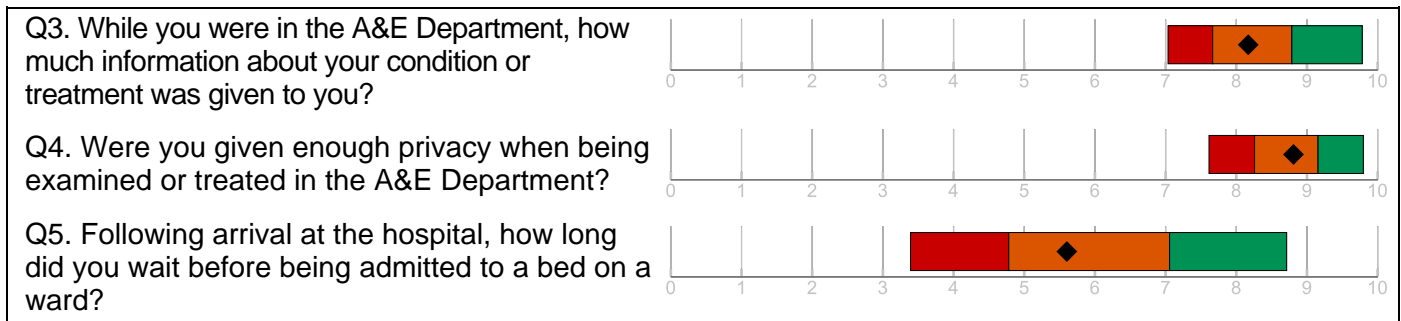 Q3. While you were in the A&E Department, how
much information about your condition or
treatment was given to you?
0 1 2 3 4 5 6 7 8 9 10
Q4. Were you given enough privacy when being
examined or treated in the A&E Department?
0 1 2 3 4 5 6 7 8 9 10
Q5. Following arrival at the hospital, how long
did you wait before being admitted to a bed on a
ward?
0 1 2 3 4 5 6 7 8 9 10